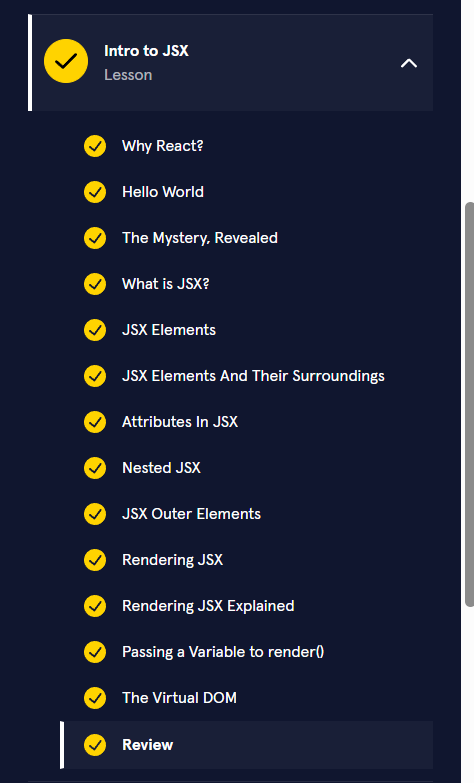 Intro to JSX
Lesson
Why React?
Hello World
The Mystery, Revealed
What is JSX?
JSX Elements
JSX Elements And Their Surroundings
Attributes In JSX
Nested JSX
JSX Outer Elements
Rendering JSX
Rendering JSX Explained
Passing a Variable to render()
The Virtual DOM
Review